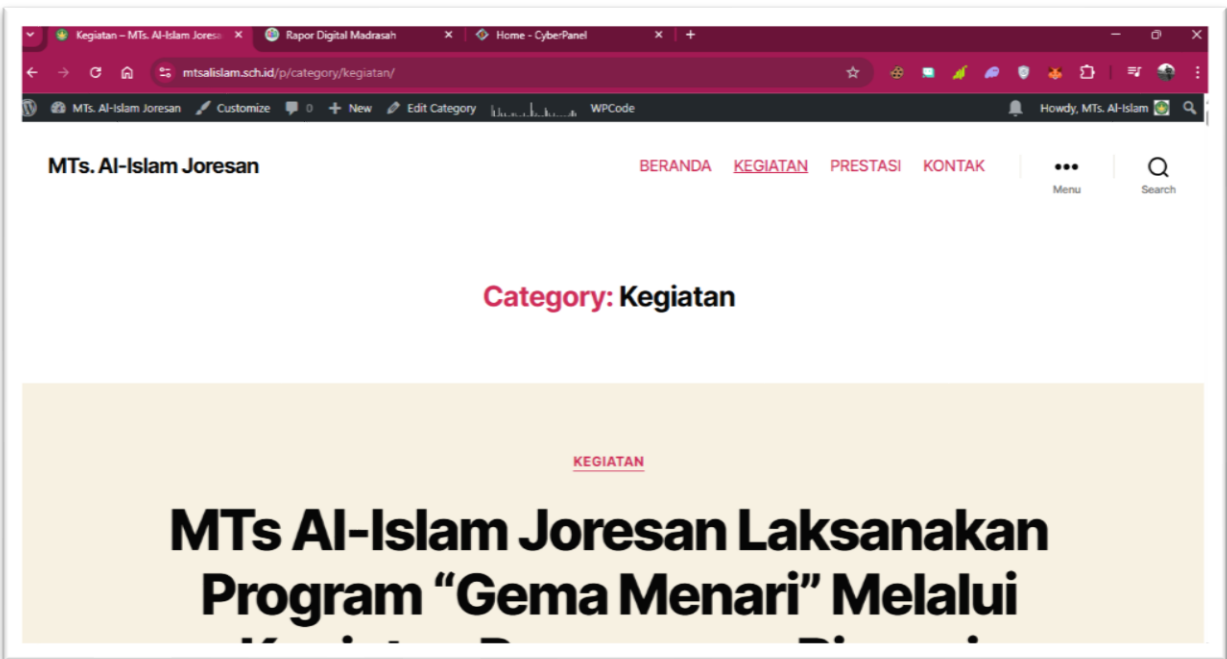 Kegiatan – MTs. Al-Islam Joresa
Rapor Digital Madrasah
Home - CyberPanel
mtsalislam.sch.id/p/category/kegiatan/
MTs. Al-Islam Joresan Customize 0 New Edit Category WPCode Howdy, MTs. Al-Islam
MTs. Al-Islam Joresan
BERANDA KEGIATAN PRESTASI KONTAK
Menu
Search
Category: Kegiatan
KEGIATAN
MTs Al-Islam Joresan Laksanakan
Program “Gema Menari” Melalui